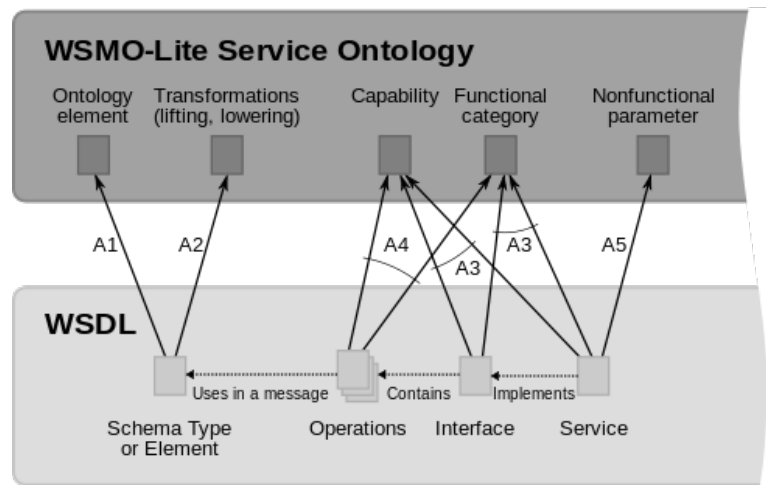 WSMO-Lite Service Ontology
Ontology
element
Transformations
(lifting, lowering)
Capability
Functional
category
Nonfunctional
parameter
A1
A2
A4
A3
A3
A5
WSDL
Uses in a message
Contains
Implements
Schema Type
or Element
Operations
Interface
Service